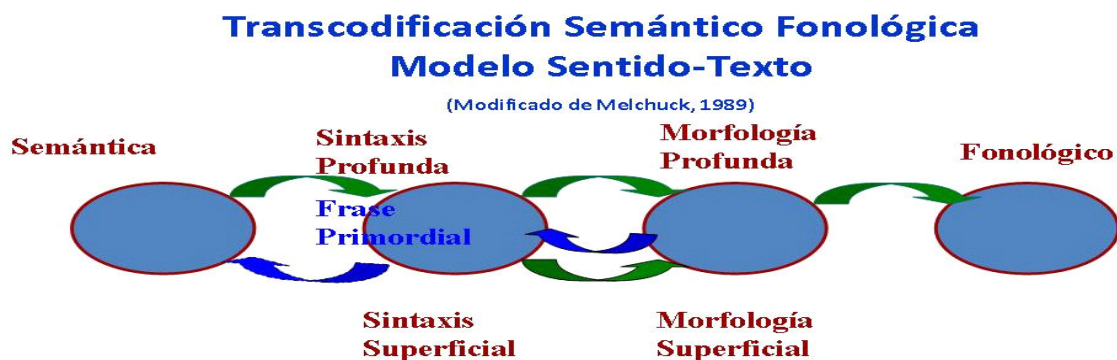 Transcodificación Semántico Fonológica
Modelo Sentido-Texto
(Modificado de Melchuck, 1989)
Semántica
Sintaxis
Profunda
Morfología
Profunda
Fonológico
Frase
Primordial
Sintaxis
Superficial
Morfología
Superficial